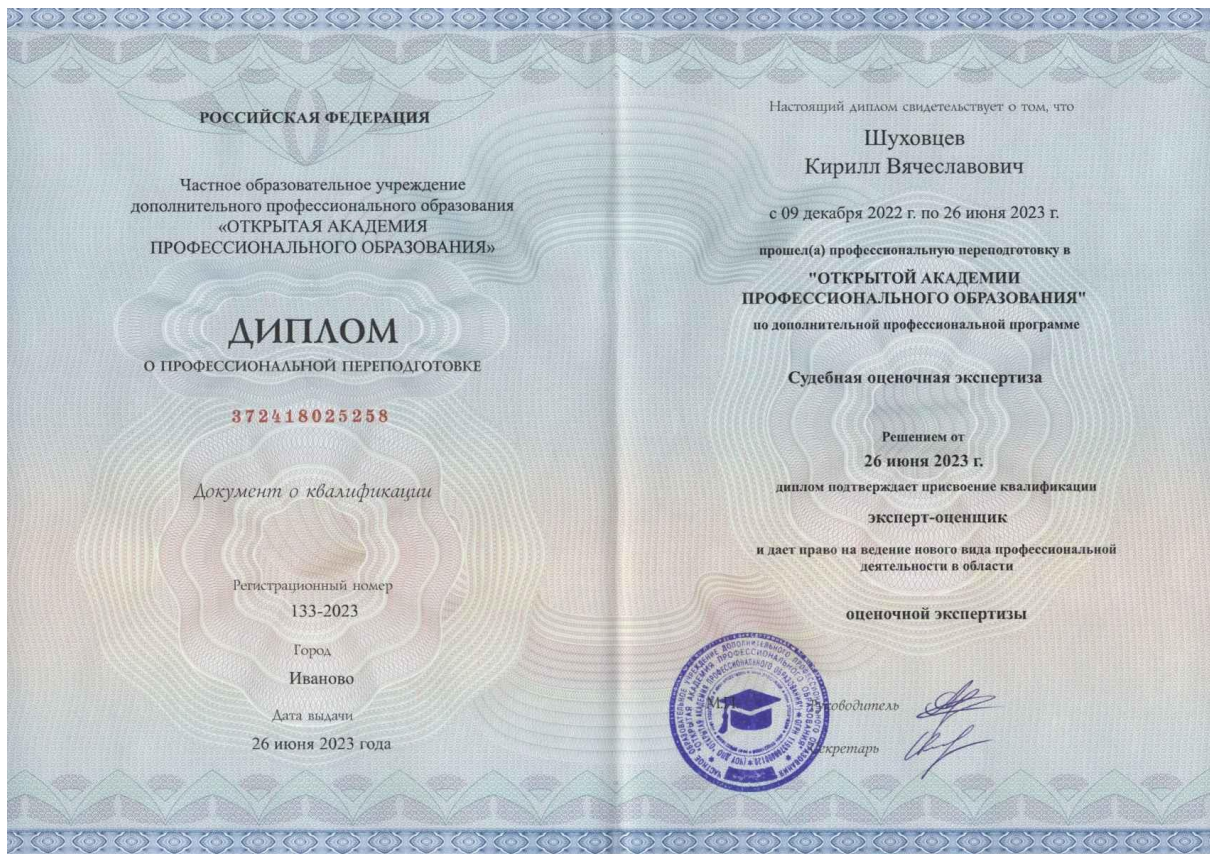 РОССИЙСКАЯ ФЕДЕРАЦИЯ
Частное образовательное учреждение
дополнительного профессионального образования
«ОТКРЫТАЯ АКАДЕМИЯ
ПРОФЕССИОНАЛЬНОГО ОБРАЗОВАНИЯ»
ДИПЛОМ
О ПРОФЕССИОНАЛЬНОЙ ПЕРЕПОДГОТОВКЕ
372418025258
Документ о квалификации
Регистрационный номер
133-2023
Город
Иваново
Дата выдачи
26 июня 2023 года
Настоящий диплом свидетельствует о том, что
Шуховцев
Кирилл Вячеславович
с 09 декабря 2022 г. по 26 июня 2023 г.
прошел(а) профессиональную переподготовку в
"ОТКРЫТОЙ АКАДЕМИИ
ПРОФЕССИОНАЛЬНОГО ОБРАЗОВАНИЯ"
по дополнительной профессиональной программе
Судебная оценочная экспертиза
Решением от
26 июня 2023 г.
диплом подтверждает присвоение квалификации
эксперт-оценщик
и дает право на ведение нового вида профессиональной
деятельности в области
оценочной экспертизы
М.П.
Руководитель
Секретарь